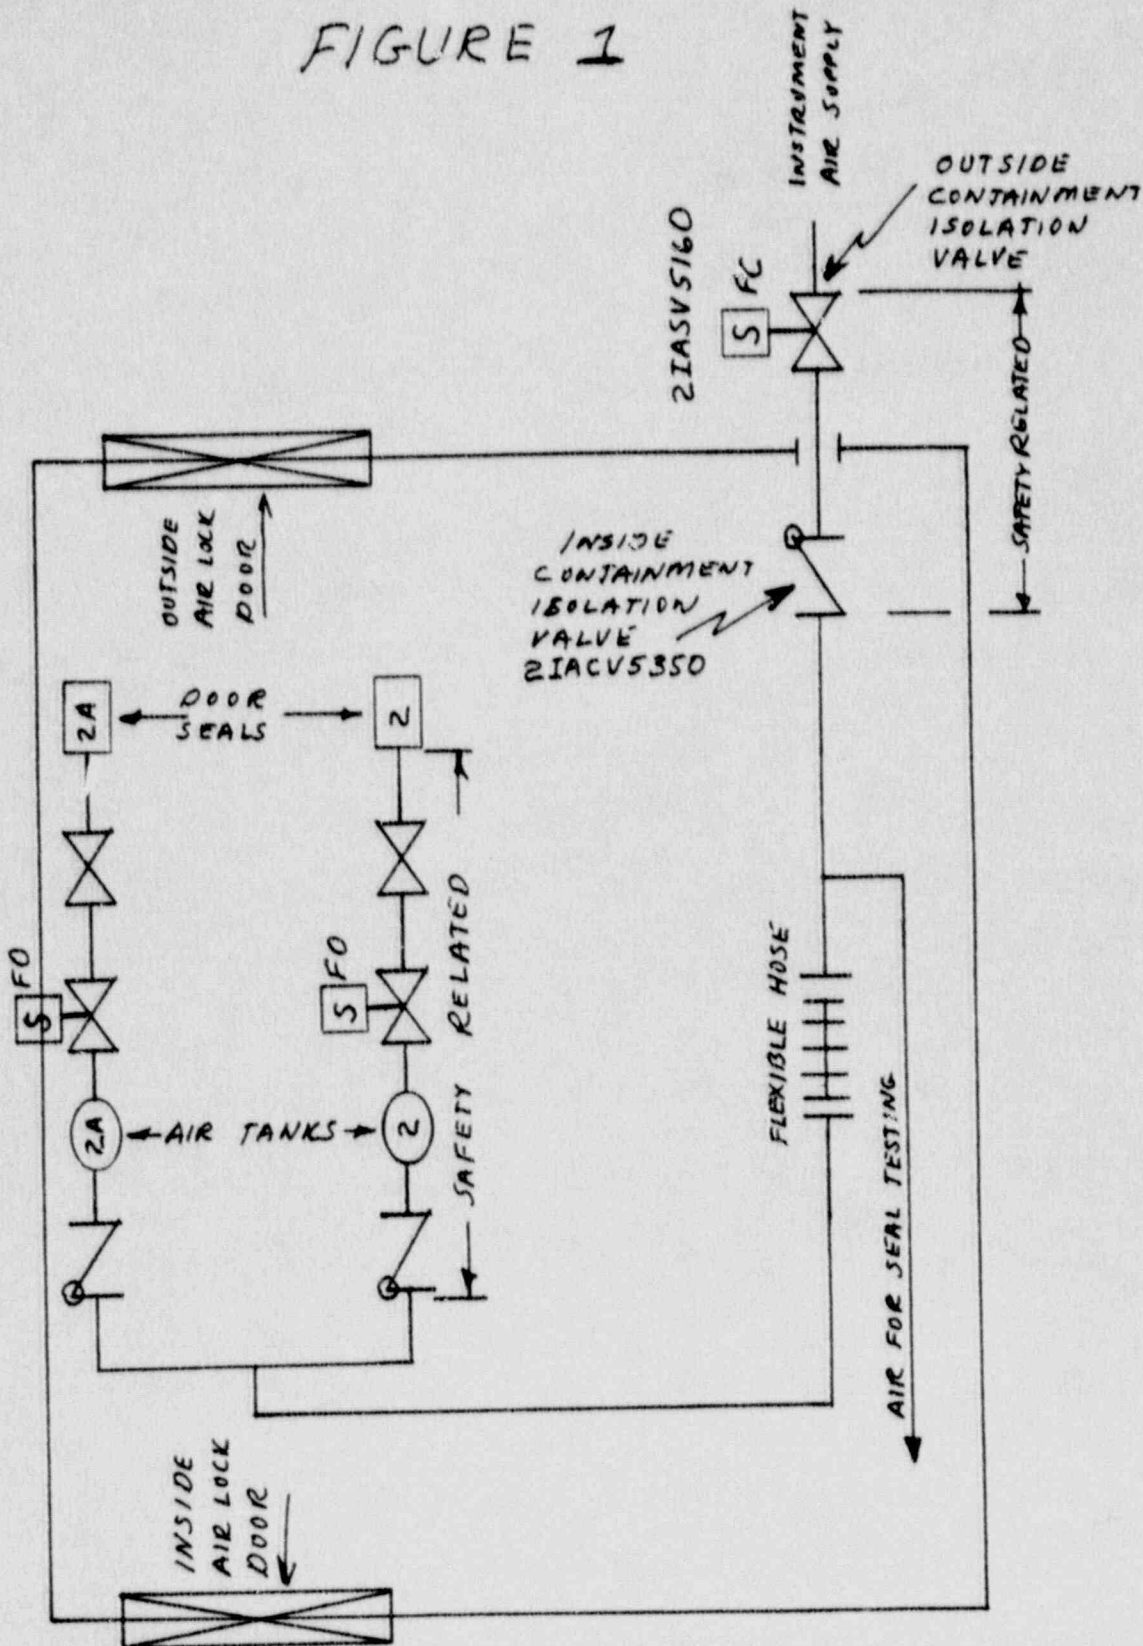 FIGURE 1
INSTRUMENT
AIR SUPPLY
OUTSIDE
CONTAINMENT
ISOLATION
VALVE
2IASV5160
S
FC
SAFETY RELATED
OUTSIDE
AIR LOCK
DOOR
INSIDE
CONTAINMENT
ISOLATION
VALVE
2IACV5350
2A
DOOR
SEALS
2
S
FO
S
FO
SAFETY RELATED
2A
AIR TANKS
2
FLEXIBLE HOSE
AIR FOR SEAL TESTING
INSIDE
AIR LOCK
DOOR